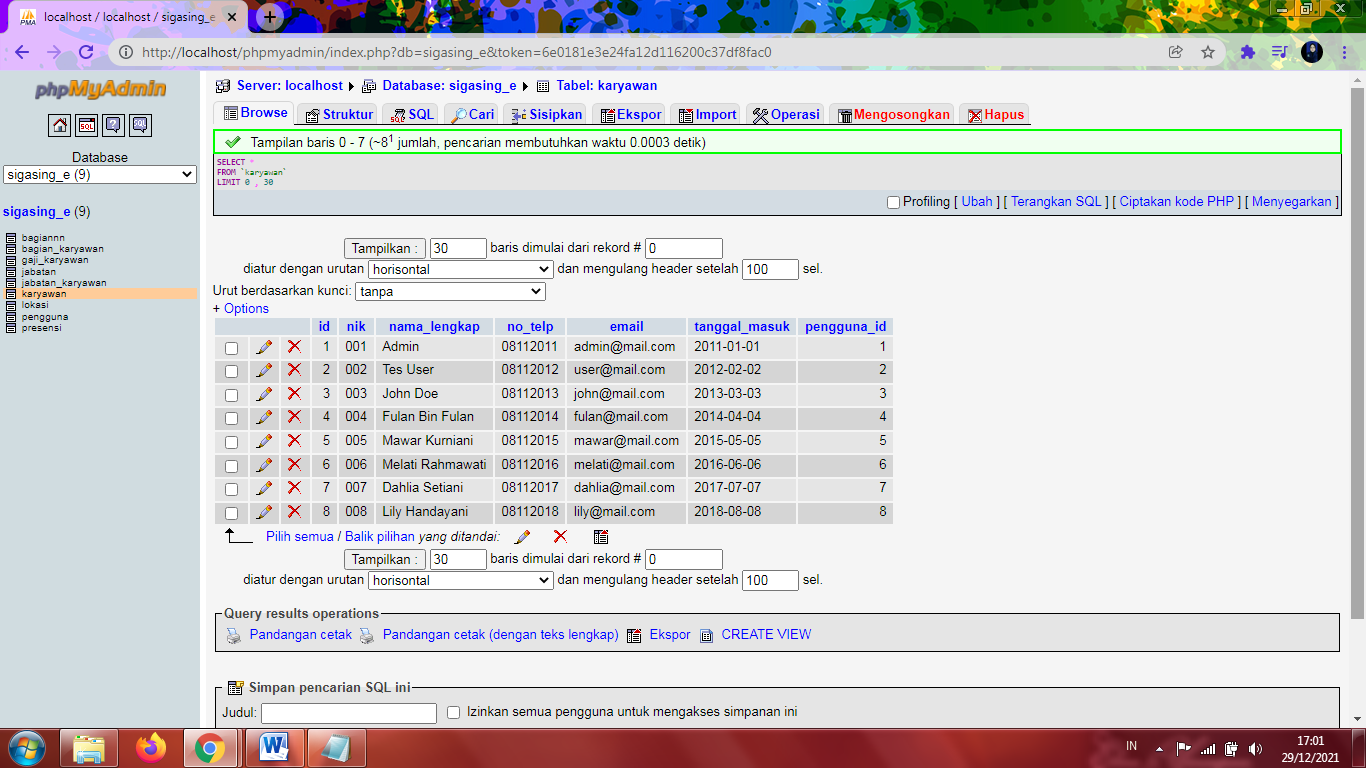 localhost / localhost / sigasing_e
http://localhost/phpmyadmin/index.php?db=sigasing_e&token=6e0181e3e24fa12d116200c37df8fac0
phpMyAdmin
Database
sigasing_e (9)
sigasing_e (9)
bagiannn
bagian_karyawan
gaji_karyawan
jabatan
jabatan_karyawan
karyawan
lokasi
pengguna
presensi
Server: localhost Database: sigasing_e Tabel: karyawan
Browse Struktur SQL Cari Sisipkan Ekspor Import Operasi Mengosongkan Hapus
Tampilan baris 0 - 7 (~8¹ jumlah, pencarian membutuhkan waktu 0.0003 detik)
SELECT *
FROM `karyawan`
LIMIT 0 , 30
Profiling [ Ubah ] [ Terangkan SQL ] [ Ciptakan kode PHP ] [ Menyegarkan ]
Tampilkan : 30 baris dimulai dari rekord # 0
diatur dengan urutan horisontal dan mengulang header setelah 100 sel.
Urut berdasarkan kunci: tanpa
+ Options
id nik nama_lengkap no_telp email tanggal_masuk pengguna_id
1 001 Admin 08112011 admin@mail.com 2011-01-01 1
2 002 Tes User 08112012 user@mail.com 2012-02-02 2
3 003 John Doe 08112013 john@mail.com 2013-03-03 3
4 004 Fulan Bin Fulan 08112014 fulan@mail.com 2014-04-04 4
5 005 Mawar Kurniani 08112015 mawar@mail.com 2015-05-05 5
6 006 Melati Rahmawati 08112016 melati@mail.com 2016-06-06 6
7 007 Dahlia Setiani 08112017 dahlia@mail.com 2017-07-07 7
8 008 Lily Handayani 08112018 lily@mail.com 2018-08-08 8
Pilih semua / Balik pilihan yang ditandai:
Tampilkan : 30 baris dimulai dari rekord # 0
diatur dengan urutan horisontal dan mengulang header setelah 100 sel.
Query results operations
Pandangan cetak Pandangan cetak (dengan teks lengkap) Ekspor CREATE VIEW
Simpan pencarian SQL ini
Judul: Izinkan semua pengguna untuk mengakses simpanan ini
IN 17:01
29/12/2021